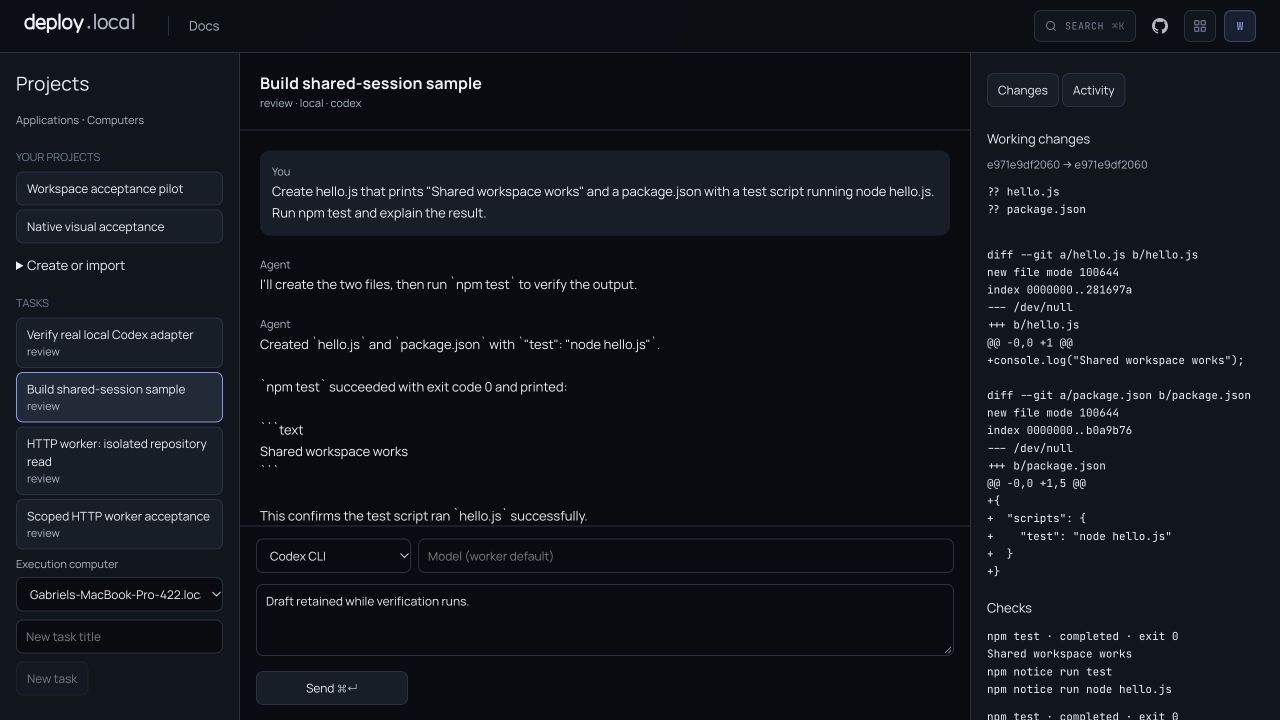 deploy.local
Docs
SEARCH ⌘K
W
Projects
Applications · Computers
YOUR PROJECTS
Workspace acceptance pilot
Native visual acceptance
▶ Create or import
TASKS
Verify real local Codex adapter
review
Build shared-session sample
review
HTTP worker: isolated repository
read
review
Scoped HTTP worker acceptance
review
Execution computer
Gabriels-MacBook-Pro-422.loc
New task title
New task
Build shared-session sample
review · local · codex
You
Create hello.js that prints "Shared workspace works" and a package.json with a test script running node hello.js.
Run npm test and explain the result.
Agent
I'll create the two files, then run `npm test` to verify the output.
Agent
Created `hello.js` and `package.json` with `"test": "node hello.js"`.
`npm test` succeeded with exit code 0 and printed:
```text
Shared workspace works
```
This confirms the test script ran `hello.js` successfully.
Codex CLI
Model (worker default)
Draft retained while verification runs.
Send ⌘↵
Changes
Activity
Working changes
e971e9df2060 → e971e9df2060
?? hello.js
?? package.json
diff --git a/hello.js b/hello.js
new file mode 100644
index 0000000..281697a
--- /dev/null
+++ b/hello.js
@@ -0,0 +1 @@
+console.log("Shared workspace works");
diff --git a/package.json b/package.json
new file mode 100644
index 0000000..b0a9b76
--- /dev/null
+++ b/package.json
@@ -0,0 +1,5 @@
+{
+  "scripts": {
+    "test": "node hello.js"
+  }
+}
Checks
npm test · completed · exit 0
Shared workspace works
npm notice run test
npm notice run node hello.js
npm test · completed · exit 0